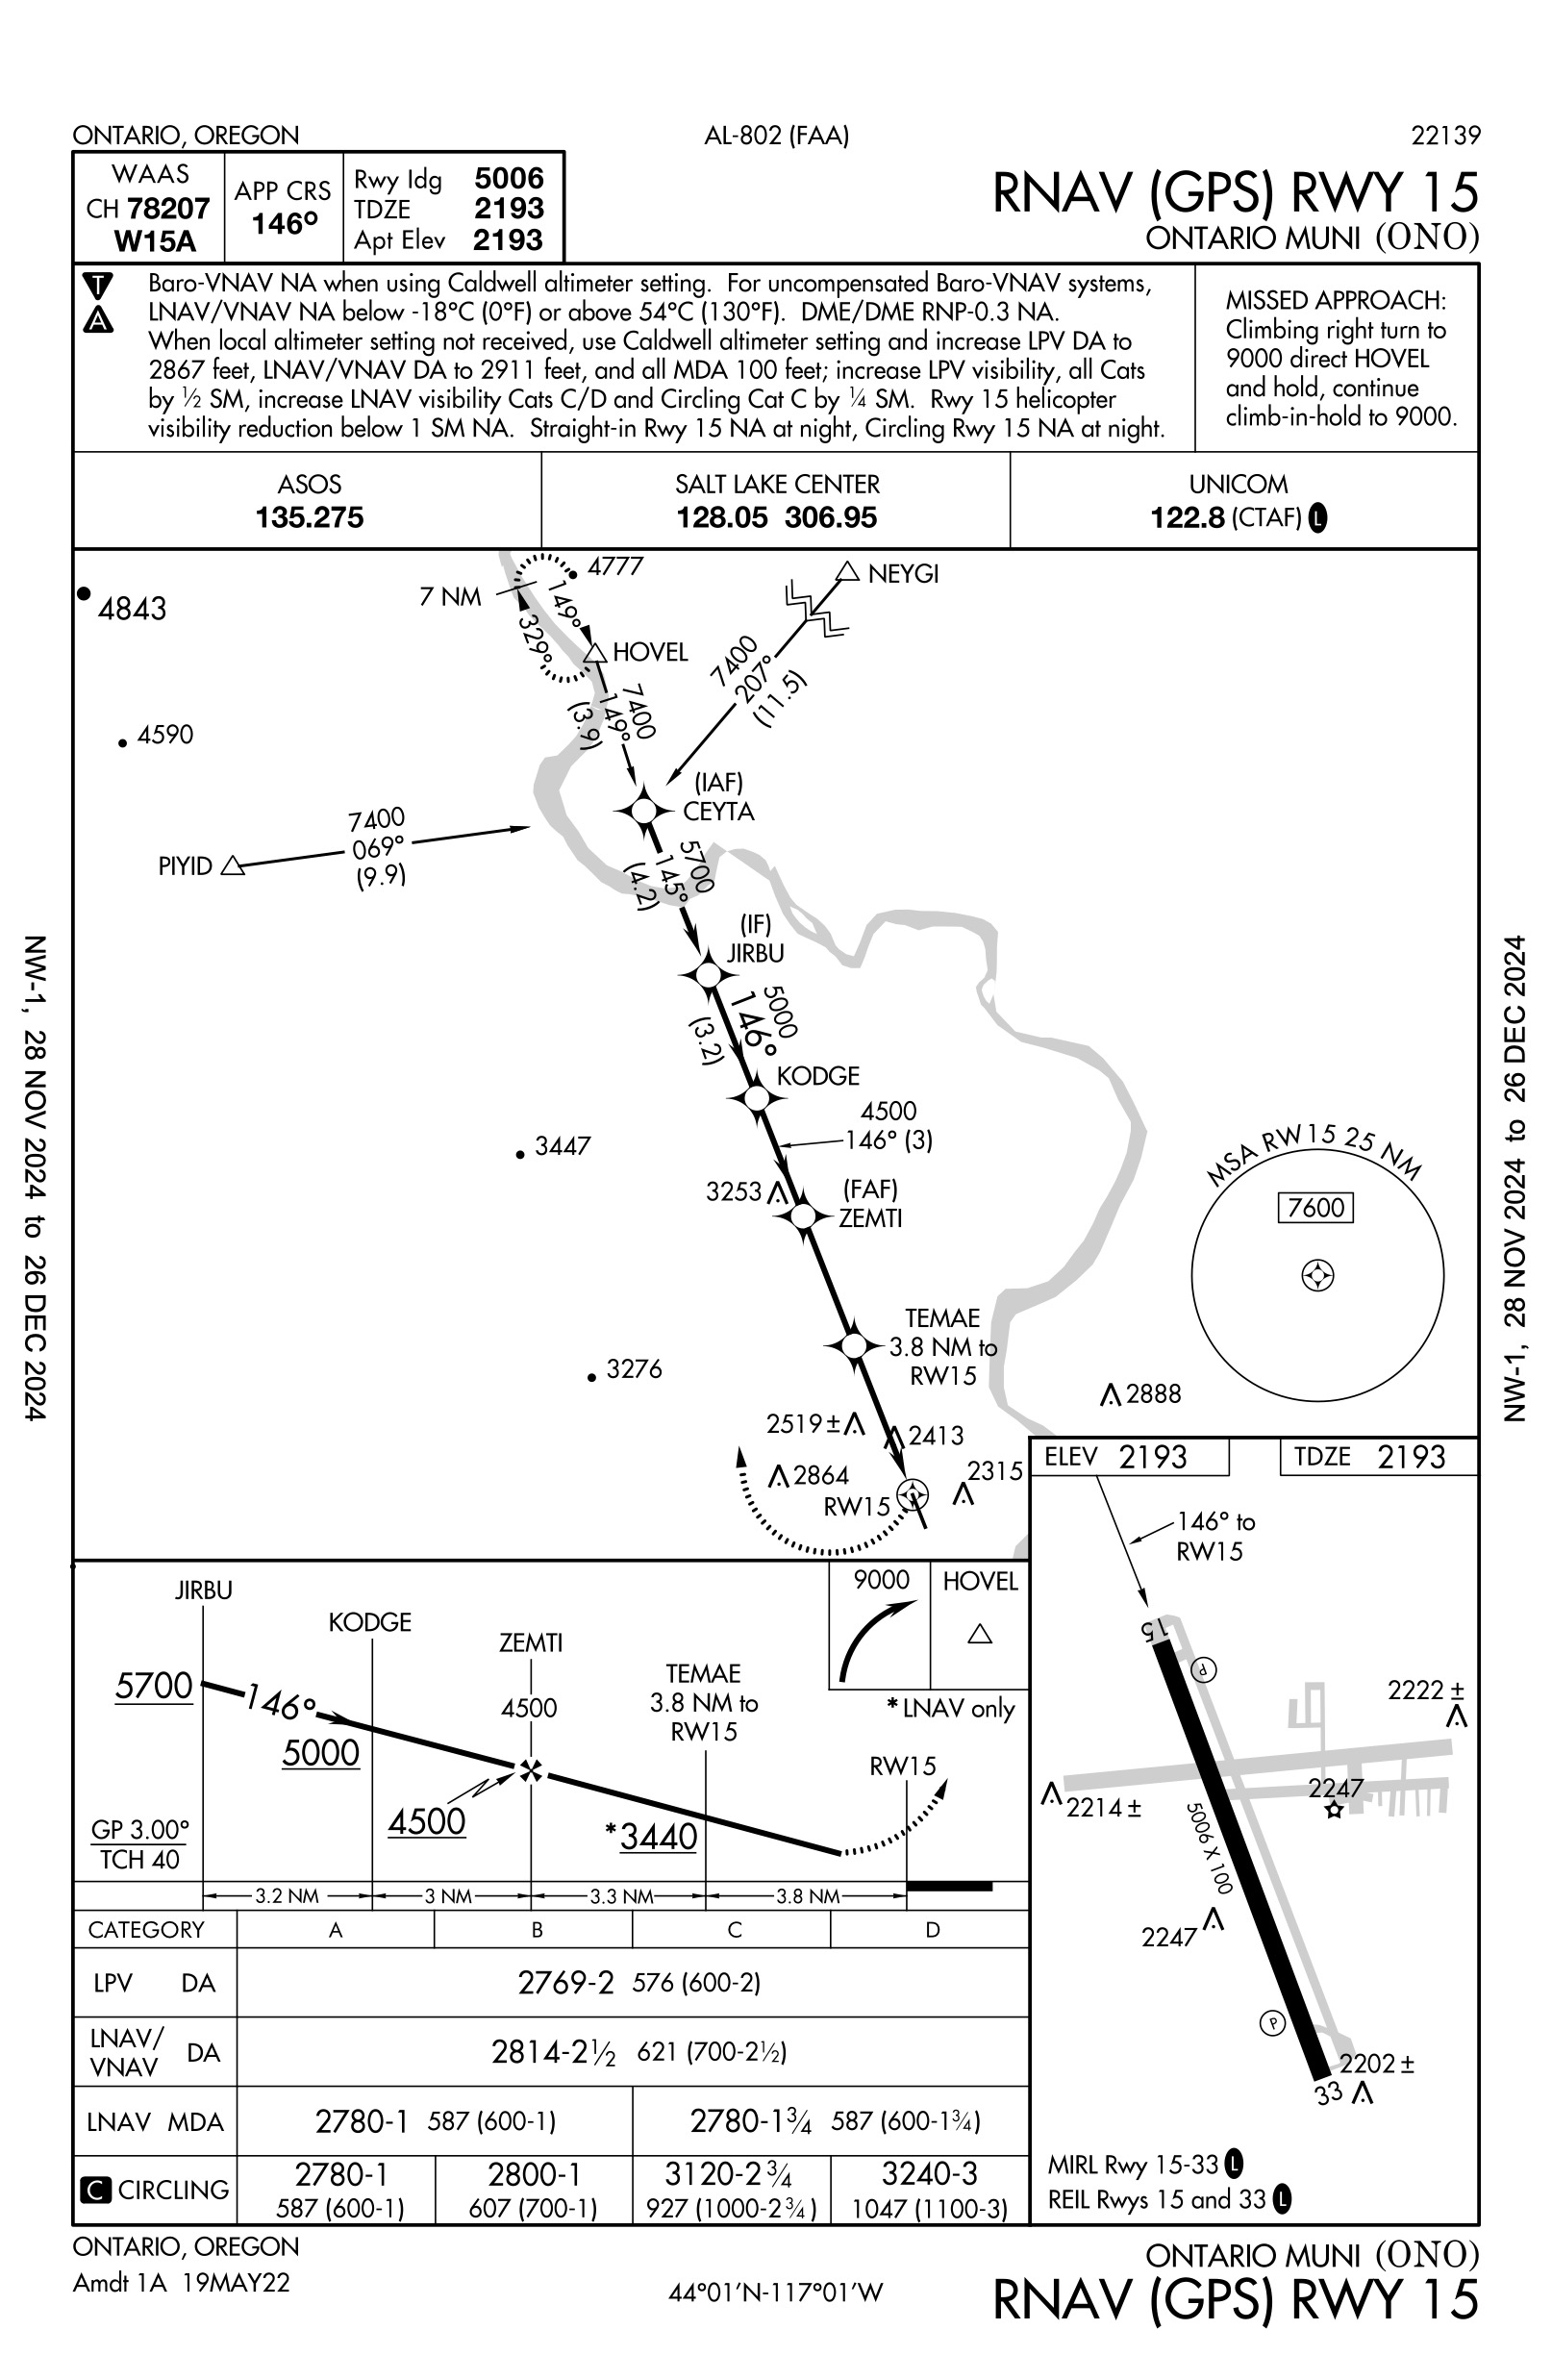 ONTARIO, OREGON
AL-802 (FAA)
22139
WAAS
CH 78207
W15A
APP CRS
146°
Rwy Idg 5006
TDZE 2193
Apt Elev 2193
RNAV (GPS) RWY 15
ONTARIO MUNI (ONO)
T
A
Baro-VNAV NA when using Caldwell altimeter setting. For uncompensated Baro-VNAV systems,
LNAV/VNAV NA below -18°C (0°F) or above 54°C (130°F). DME/DME RNP-0.3 NA.
When local altimeter setting not received, use Caldwell altimeter setting and increase LPV DA to
2867 feet, LNAV/VNAV DA to 2911 feet, and all MDA 100 feet; increase LPV visibility, all Cats
by ½ SM, increase LNAV visibility Cats C/D and Circling Cat C by ¼ SM. Rwy 15 helicopter
visibility reduction below 1 SM NA. Straight-in Rwy 15 NA at night, Circling Rwy 15 NA at night.
MISSED APPROACH:
Climbing right turn to
9000 direct HOVEL
and hold, continue
climb-in-hold to 9000.
ASOS
135.275
SALT LAKE CENTER
128.05 306.95
UNICOM
122.8 (CTAF) L
4843
7 NM
4777
149°
329°
HOVEL
NEYGI
7400
207°
(11.5)
7400
149°
(3.9)
4590
(IAF)
CEYTA
7400
069°
(9.9)
PIYID
5700
145°
(4.2)
(IF)
JIRBU
5000
146°
(3.2)
KODGE
4500
146° (3)
3447
3253
(FAF)
ZEMTI
MSA RW15 25 NM
7600
TEMAE
3.8 NM to
RW15
3276
2888
2519 ±
2413
2864
2315
RW15
NW-1, 28 NOV 2024 to 26 DEC 2024
NW-1, 28 NOV 2024 to 26 DEC 2024
ELEV 2193
TDZE 2193
146° to
RW15
15
P
2222 ±
2214 ±
2247
5006 X 100
2247
P
2202 ±
33
MIRL Rwy 15-33 L
REIL Rwys 15 and 33 L
JIRBU
KODGE
ZEMTI
TEMAE
3.8 NM to
RW15
9000
HOVEL
*LNAV only
RW15
5700
146°
5000
4500
4500
*3440
GP 3.00°
TCH 40
3.2 NM
3 NM
3.3 NM
3.8 NM
CATEGORY A B C D
LPV DA 2769-2 576 (600-2)
LNAV/
VNAV DA 2814-2½ 621 (700-2½)
LNAV MDA 2780-1 587 (600-1) 2780-1¾ 587 (600-1¾)
C CIRCLING
2780-1
587 (600-1)
2800-1
607 (700-1)
3120-2¾
927 (1000-2¾)
3240-3
1047 (1100-3)
ONTARIO, OREGON
Amdt 1A 19MAY22
44°01'N-117°01'W
ONTARIO MUNI (ONO)
RNAV (GPS) RWY 15